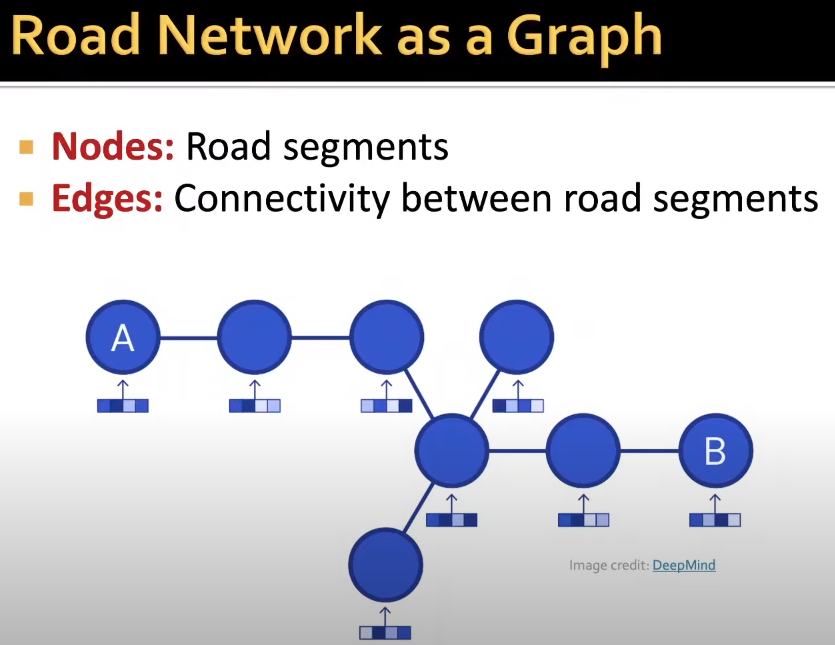 Road Network as a Graph
Nodes: Road segments
Edges: Connectivity between road segments
A
B
Image credit: DeepMind